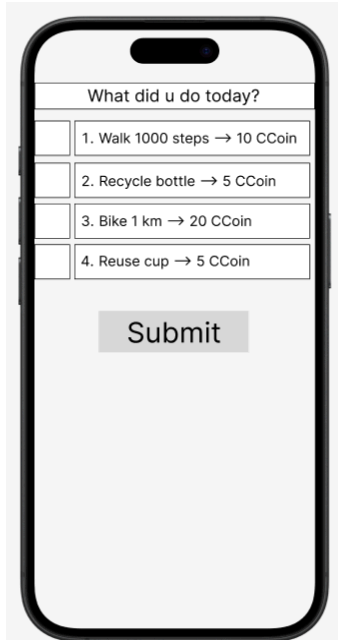 What did u do today?
1. Walk 1000 steps → 10 CCoin
2. Recycle bottle → 5 CCoin
3. Bike 1 km → 20 CCoin
4. Reuse cup → 5 CCoin
Submit